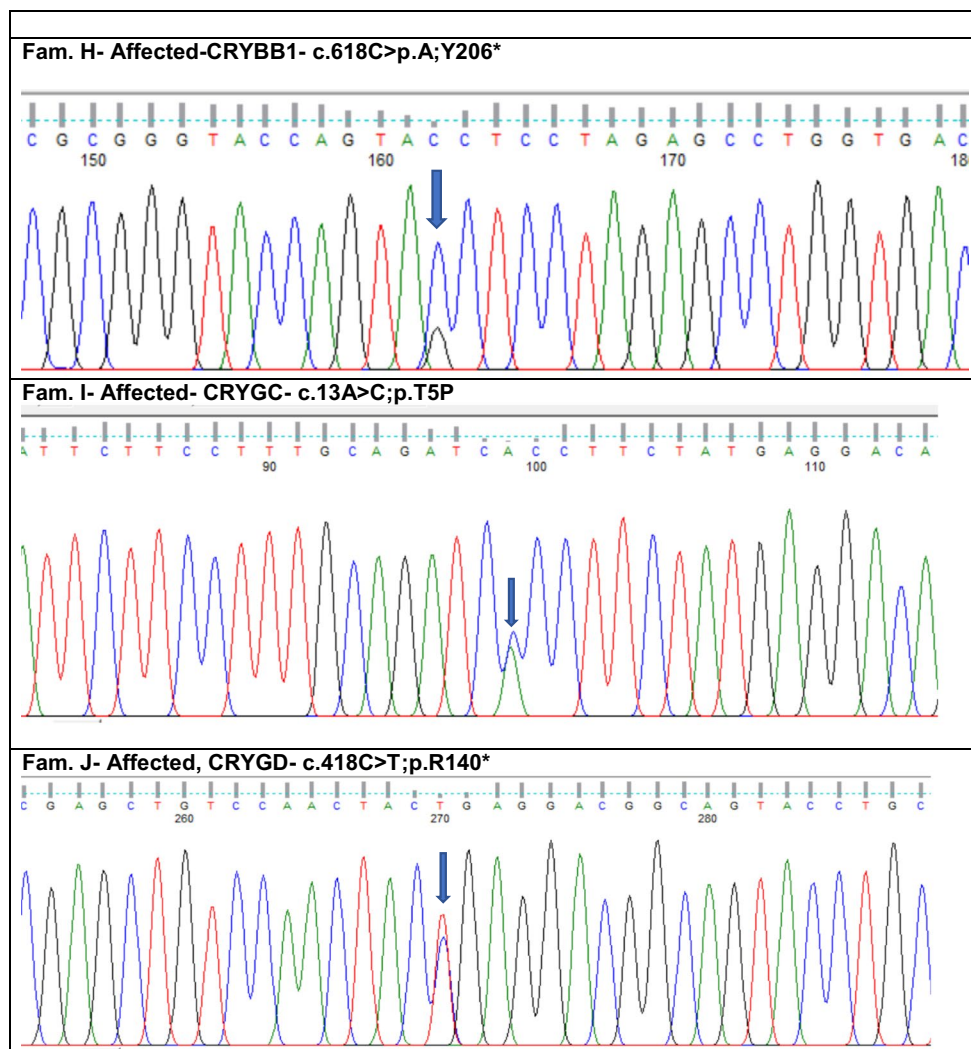 Fam. H- Affected-CRYBB1- c.618C>p.A;Y206*
C G C G G G T A C C A G T A C C T C C T A G A G C C T G G T G A C
150 160 170 18
Fam. I- Affected- CRYGC- c.13A>C;p.T5P
A T T C T T C C T T T G C A G A T C A C C T T C T A T G A G G A C A
90 100 110
Fam. J- Affected, CRYGD- c.418C>T;p.R140*
C G A G C T G T C C A A C T A C T G A G G A C G G C A G T A C C T G C
260 270 280